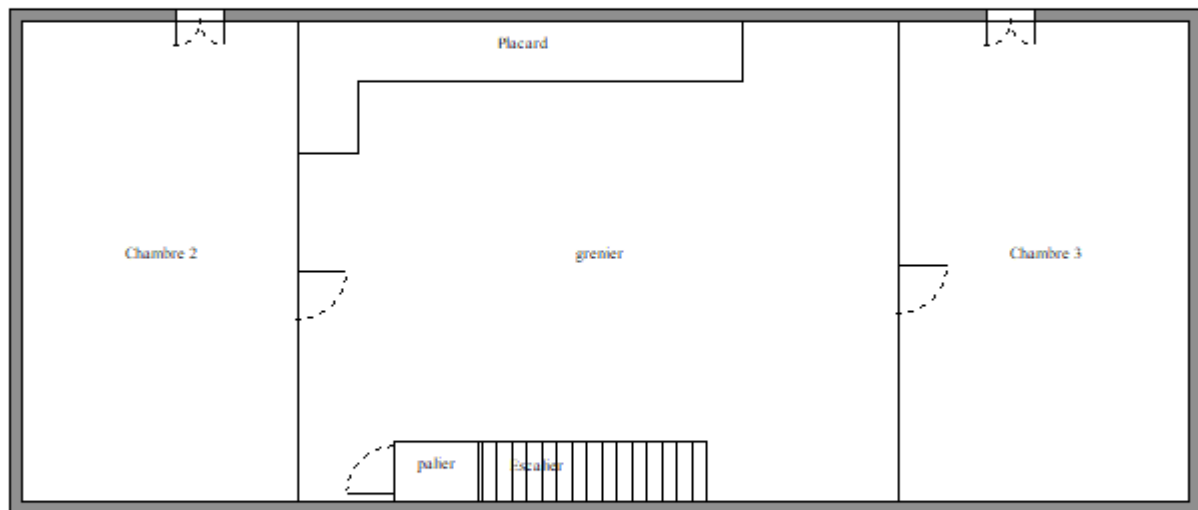 Placard
Chambre 2
grenier
Chambre 3
palier
Escalier